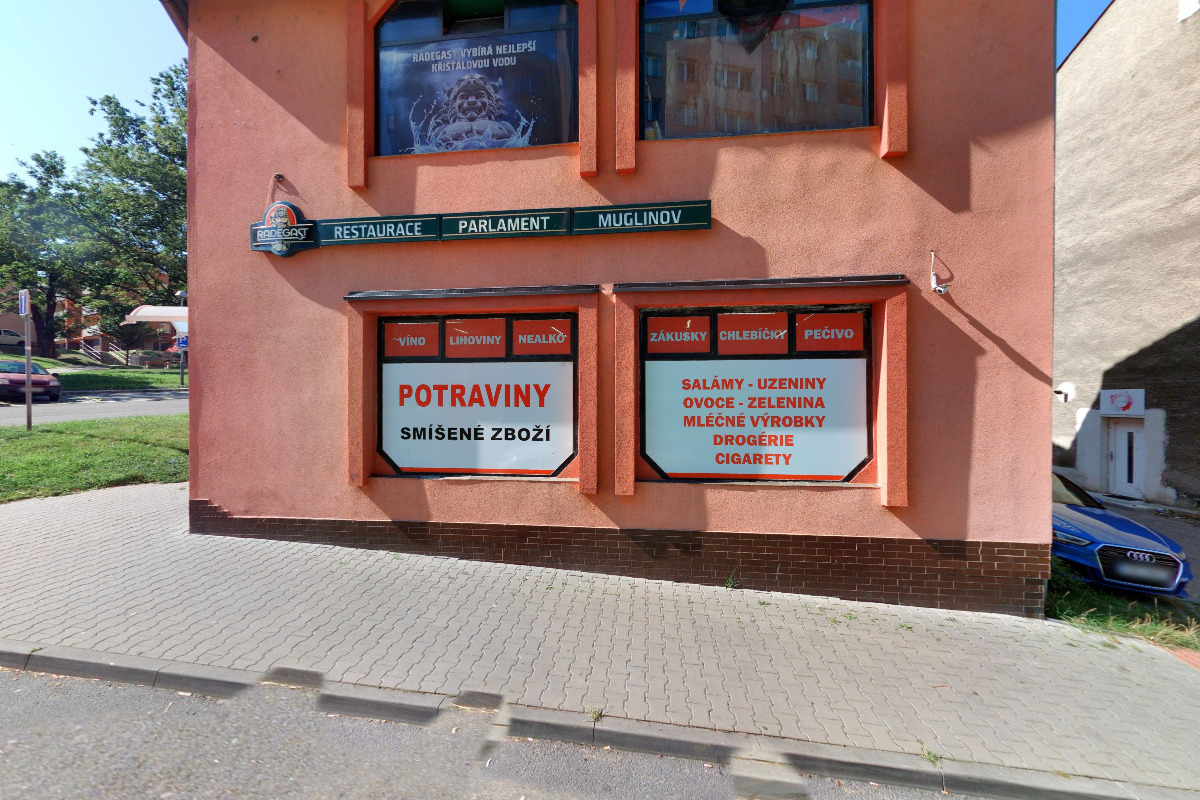 RADEGAST VYBÍRÁ NEJLEPŠÍ
KŘIŠŤÁLOVOU VODU
RADEGAST
RESTAURACE PARLAMENT MUGLINOV
VÍNO LIHOVINY NEALKO
POTRAVINY
SMÍŠENÉ ZBOŽÍ
ZÁKUSKY CHLEBÍČKY PEČIVO
SALÁMY - UZENINY
OVOCE - ZELENINA
MLÉČNÉ VÝROBKY
DROGÉRIE
CIGARETY